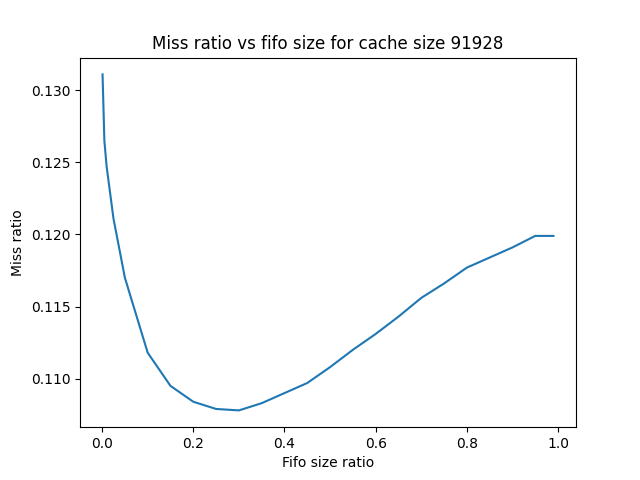 Miss ratio vs fifo size for cache size 91928
0.130
0.125
0.120
0.115
0.110
Miss ratio
0.0 0.2 0.4 0.6 0.8 1.0
Fifo size ratio